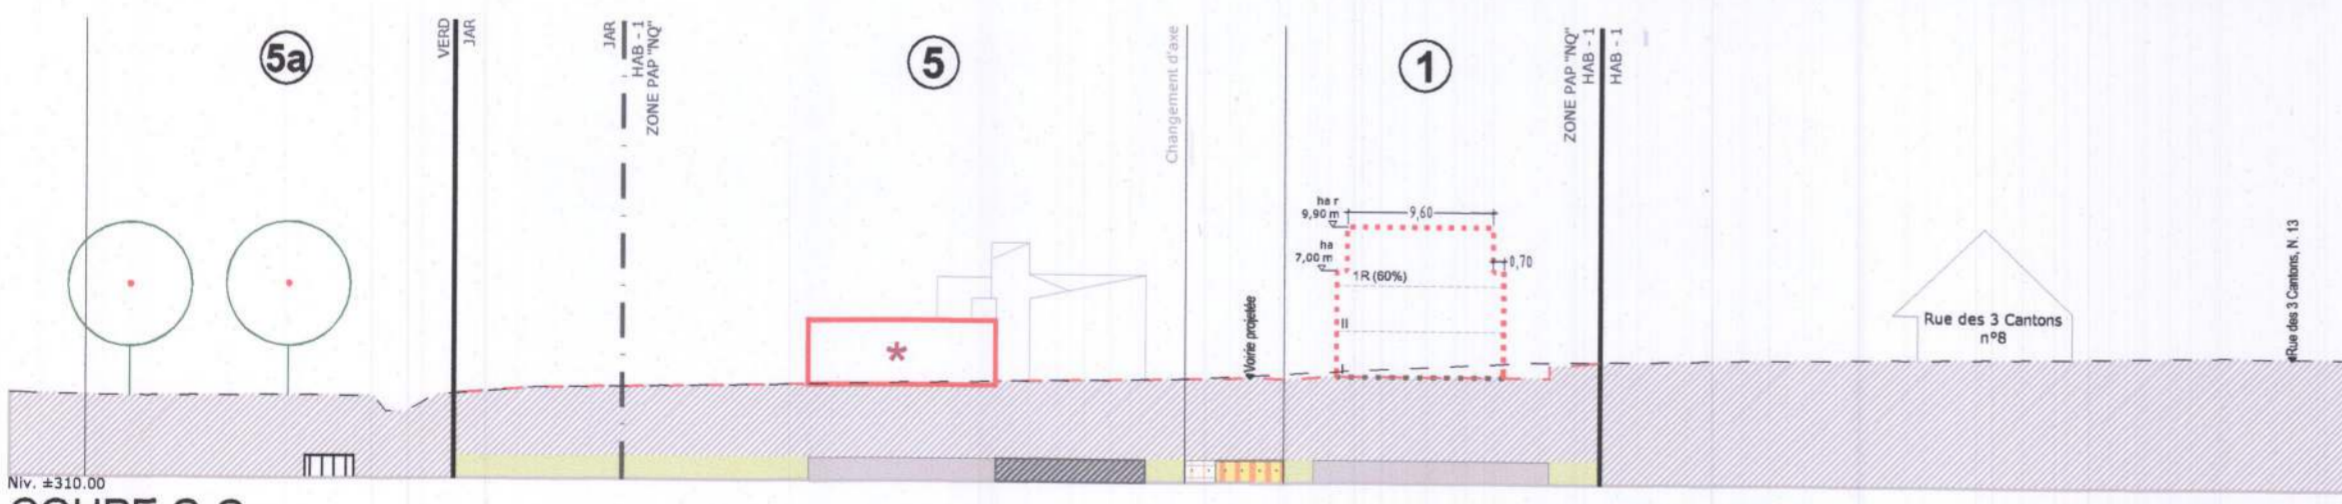 5a
VERD
JAR
JAR
HAB - 1
ZONE PAP "NQ"
5
Changement d'axe
1
ZONE PAP "NQ"
HAB - 1
HAB - 1
ha r
9,90 m
9,60
ha
7,00 m
0,70
1R (60%)
II
I
*
Voirie projetée
Rue des 3 Cantons
n°8
Rue des 3 Cantons, N. 13
Niv. ±310.00